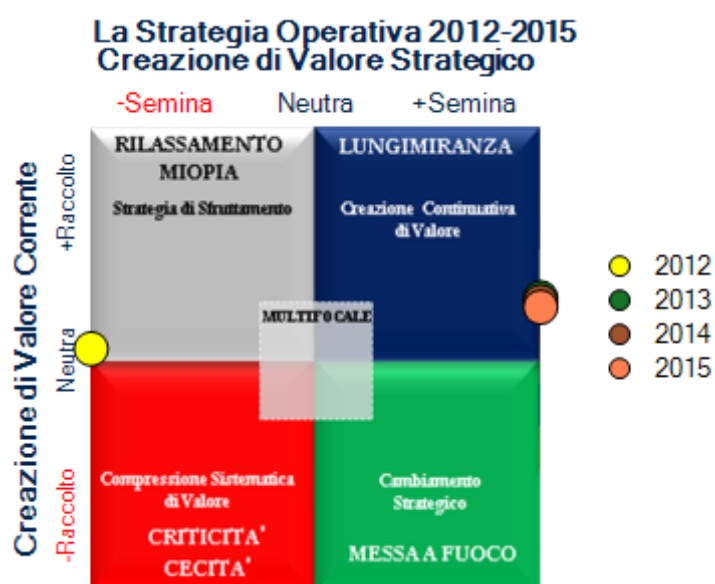 La Strategia Operativa 2012-2015
Creazione di Valore Strategico
-Semina Neutra +Semina
Creazione di Valore Corrente
+Raccolto
Neutra
-Raccolto
RILASSAMENTO
MIOPIA
Strategia di Sfruttamento
LUNGIMIRANZA
Creazione Continuativa
di Valore
MULTIFOCALE
Compressione Sistematica
di Valore
CRITICITA'
CECITA'
Cambiamento
Strategico
MESSA A FUOCO
2012
2013
2014
2015